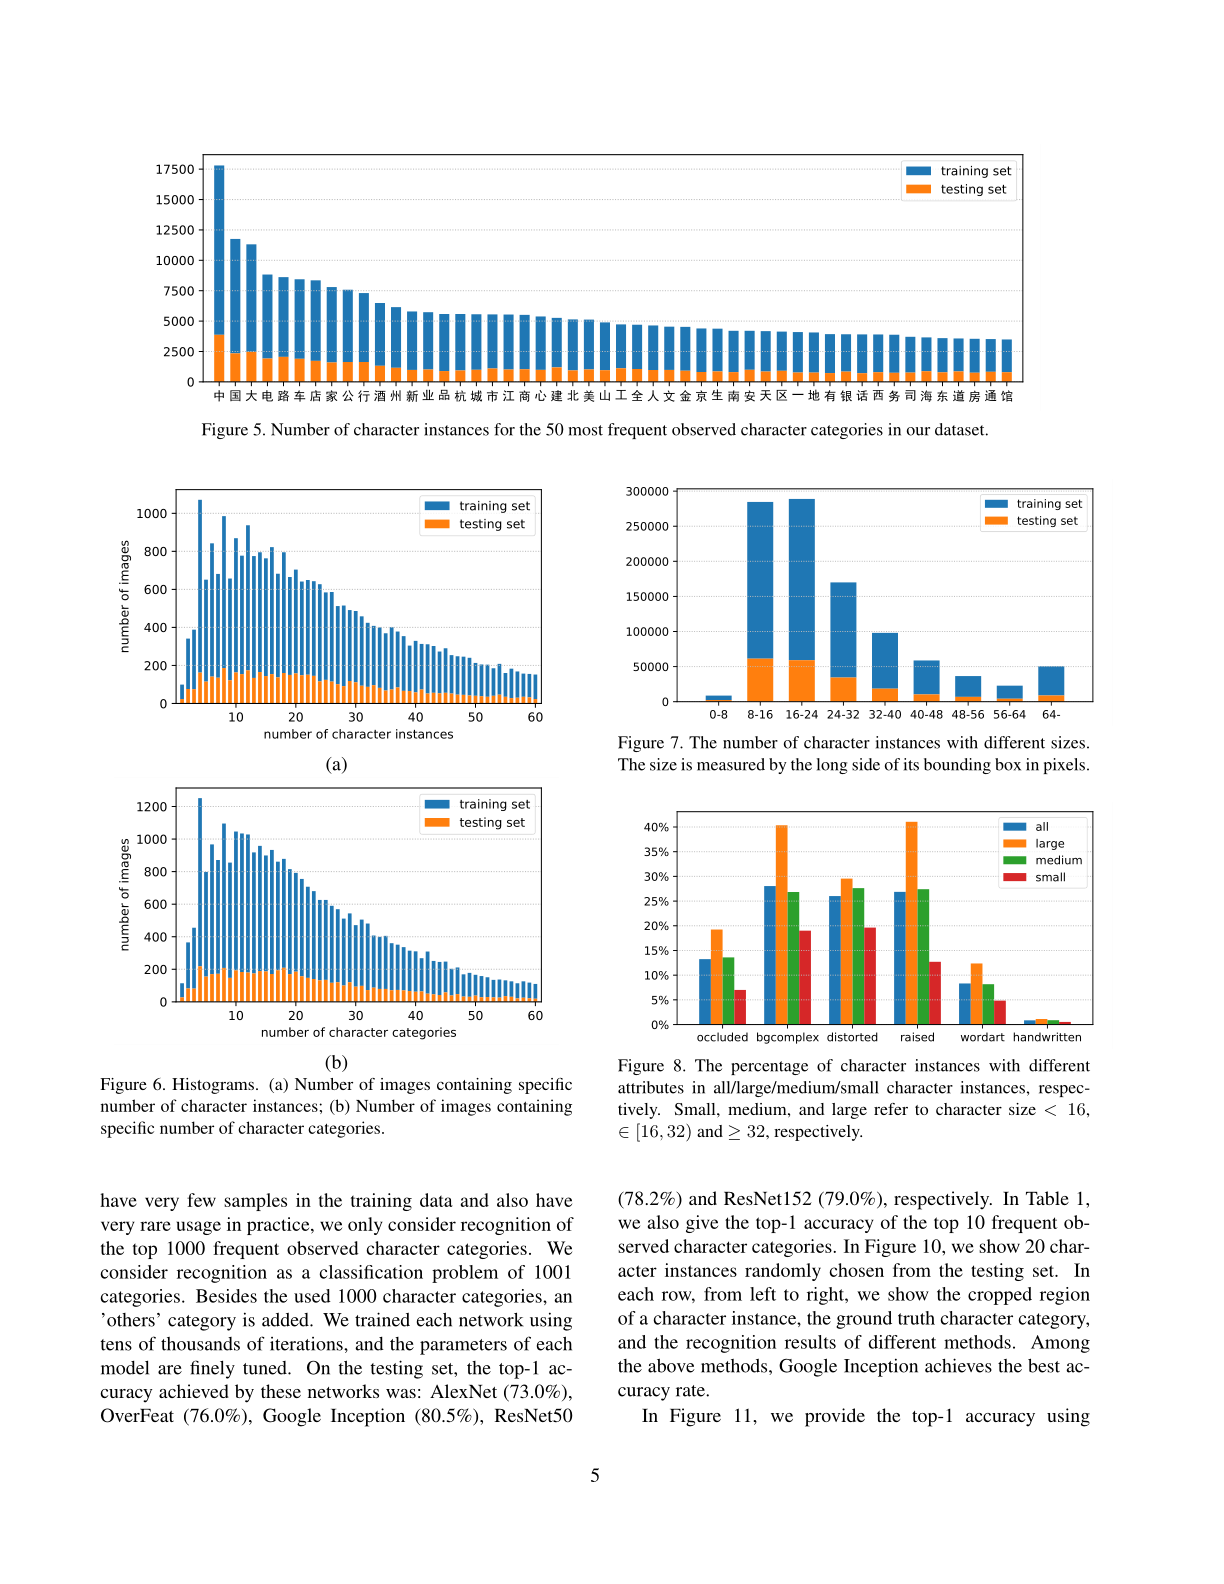 17500
15000
12500
10000
7500
5000
2500
0
training set
testing set
中 国 大 电 路 车 店 家 公 行 酒 州 新 业 品 杭 城 市 江 商 心 建 北 美 山 工 全 人 文 金 京 生 南 安 天 区 一 地 有 银 话 西 务 司 海 东 道 房 通 馆
Figure 5. Number of character instances for the 50 most frequent observed character categories in our dataset.
1000
800
600
400
200
0
number of images
training set
testing set
10 20 30 40 50 60
number of character instances
(a)
1200
1000
800
600
400
200
0
number of images
training set
testing set
10 20 30 40 50 60
number of character categories
(b)
Figure 6. Histograms. (a) Number of images containing specific
number of character instances; (b) Number of images containing
specific number of character categories.
300000
250000
200000
150000
100000
50000
0
training set
testing set
0-8 8-16 16-24 24-32 32-40 40-48 48-56 56-64 64-
Figure 7. The number of character instances with different sizes.
The size is measured by the long side of its bounding box in pixels.
40%
35%
30%
25%
20%
15%
10%
5%
0%
all
large
medium
small
occluded bgcomplex distorted raised wordart handwritten
Figure 8. The percentage of character instances with different
attributes in all/large/medium/small character instances, respec-
tively. Small, medium, and large refer to character size < 16,
∈ [16, 32) and ≥ 32, respectively.
have very few samples in the training data and also have
very rare usage in practice, we only consider recognition of
the top 1000 frequent observed character categories. We
consider recognition as a classification problem of 1001
categories. Besides the used 1000 character categories, an
'others' category is added. We trained each network using
tens of thousands of iterations, and the parameters of each
model are finely tuned. On the testing set, the top-1 ac-
curacy achieved by these networks was: AlexNet (73.0%),
OverFeat (76.0%), Google Inception (80.5%), ResNet50
(78.2%) and ResNet152 (79.0%), respectively. In Table 1,
we also give the top-1 accuracy of the top 10 frequent ob-
served character categories. In Figure 10, we show 20 char-
acter instances randomly chosen from the testing set. In
each row, from left to right, we show the cropped region
of a character instance, the ground truth character category,
and the recognition results of different methods. Among
the above methods, Google Inception achieves the best ac-
curacy rate.
In Figure 11, we provide the top-1 accuracy using
5